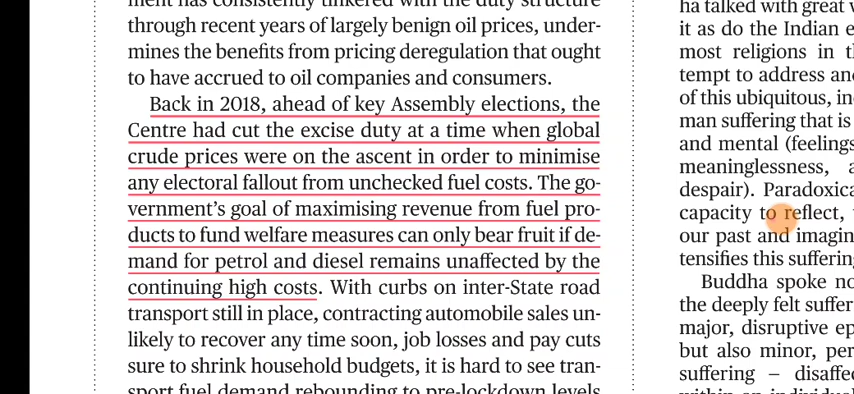 ment has consistently tinkered with the duty structure
through recent years of largely benign oil prices, under-
mines the benefits from pricing deregulation that ought
to have accrued to oil companies and consumers.
Back in 2018, ahead of key Assembly elections, the
Centre had cut the excise duty at a time when global
crude prices were on the ascent in order to minimise
any electoral fallout from unchecked fuel costs. The go-
vernment's goal of maximising revenue from fuel pro-
ducts to fund welfare measures can only bear fruit if de-
mand for petrol and diesel remains unaffected by the
continuing high costs. With curbs on inter-State road
transport still in place, contracting automobile sales un-
likely to recover any time soon, job losses and pay cuts
sure to shrink household budgets, it is hard to see tran-
sport fuel demand rebounding to pre-lockdown levels
ha talked with great
it as do the Indian
most religions in
tempt to address
of this ubiquitous,
man suffering that is
and mental (feelings
meaninglessness,
despair).
capacity to reflect,
our past and
tensifies this
Buddha spoke
the deeply felt
major, disruptive
but also minor,
suffering –